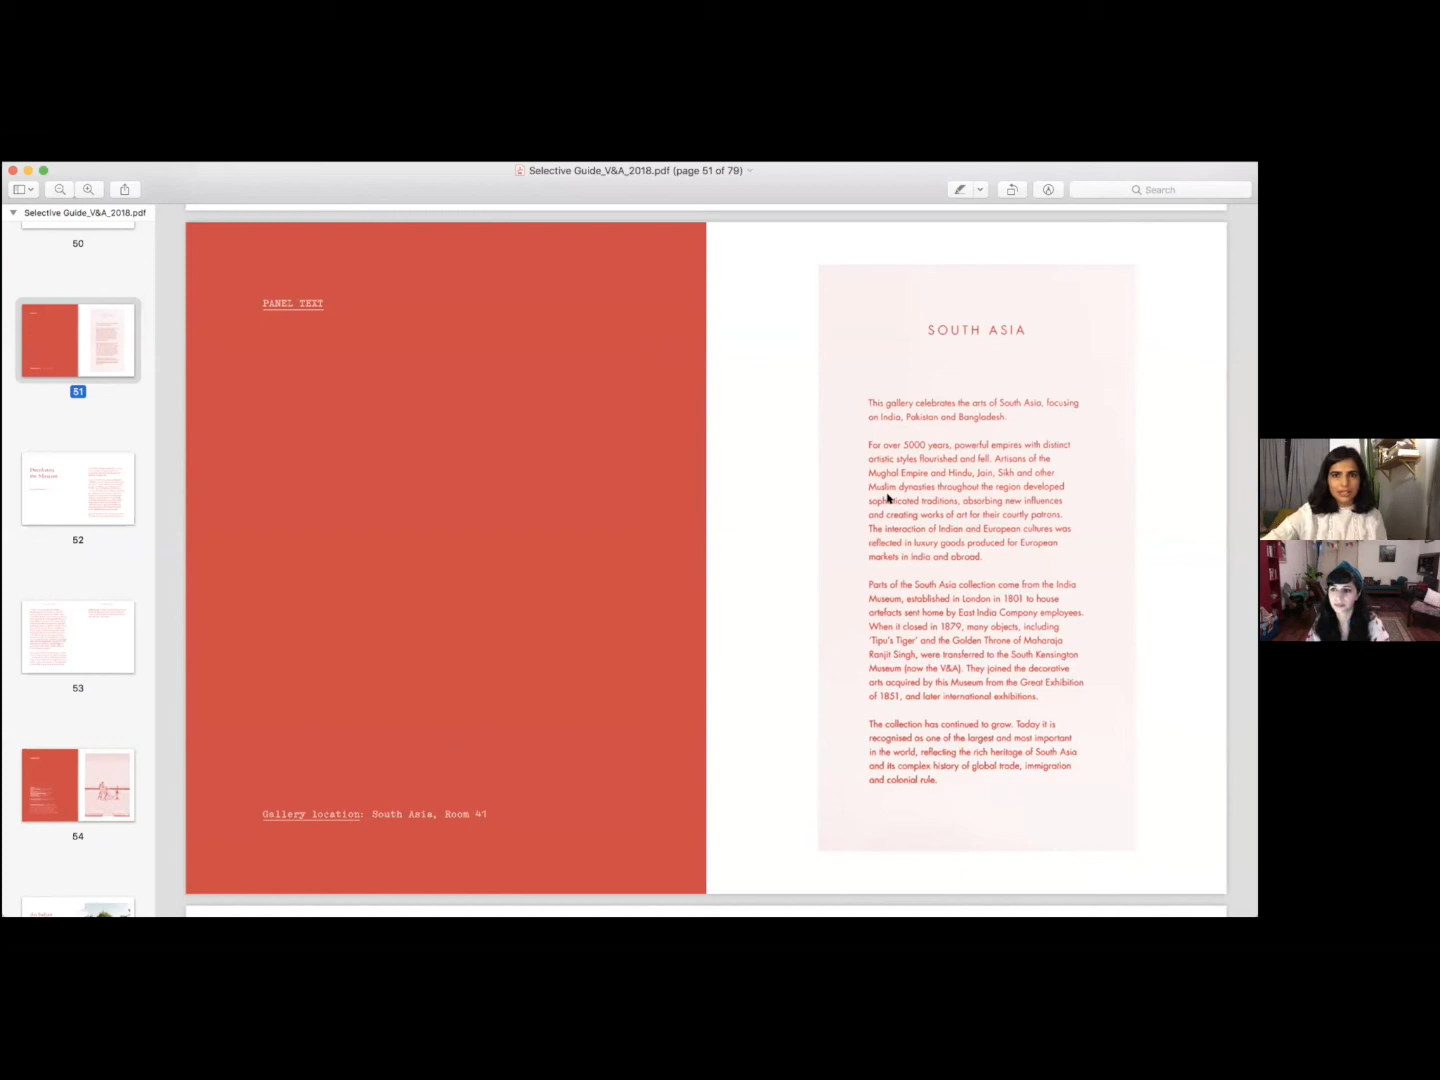 Selective Guide_V&A_2018.pdf (page 51 of 79)
Search
Selective Guide_V&A_2018.pdf
50
51
52
53
54
PANEL TEXT
Gallery location: South Asia, Room 41
SOUTH ASIA
This gallery celebrates the arts of South Asia, focusing
on India, Pakistan and Bangladesh.
For over 5000 years, powerful empires with distinct
artistic styles flourished and fell. Artisans of the
Mughal Empire and Hindu, Jain, Sikh and other
Muslim dynasties throughout the region developed
sophisticated traditions, absorbing new influences
and creating works of art for their courtly patrons.
The interaction of Indian and European cultures was
reflected in luxury goods produced for European
markets in India and abroad.
Parts of the South Asia collection come from the India
Museum, established in London in 1801 to house
artefacts sent home by East India Company employees.
When it closed in 1879, many objects, including
'Tipu's Tiger' and the Golden Throne of Maharaja
Ranjit Singh, were transferred to the South Kensington
Museum (now the V&A). They joined the decorative
arts acquired by this Museum from the Great Exhibition
of 1851, and later international exhibitions.
The collection has continued to grow. Today it is
recognised as one of the largest and most important
in the world, reflecting the rich heritage of South Asia
and its complex history of global trade, immigration
and colonial rule.